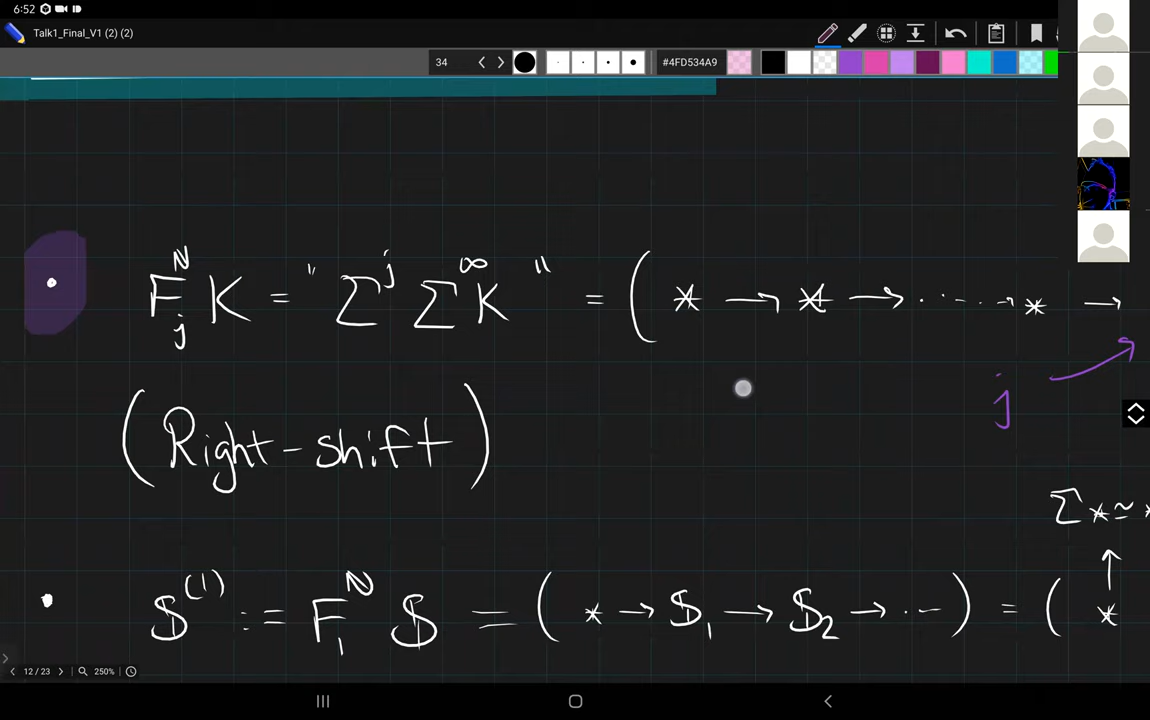 6:52
Talk1_Final_V1 (2) (2)
34 #4FD534A9
F_j^N K = "Σ^j Σ^∞ K" = ( * → * → ····→ * →
j
(Right-shift)
Σ * ≃ *
𝕊^(1) := F_1^N 𝕊 = ( * → 𝕊_1 → 𝕊_2 → ··· ) = ( *
12 / 23 250%